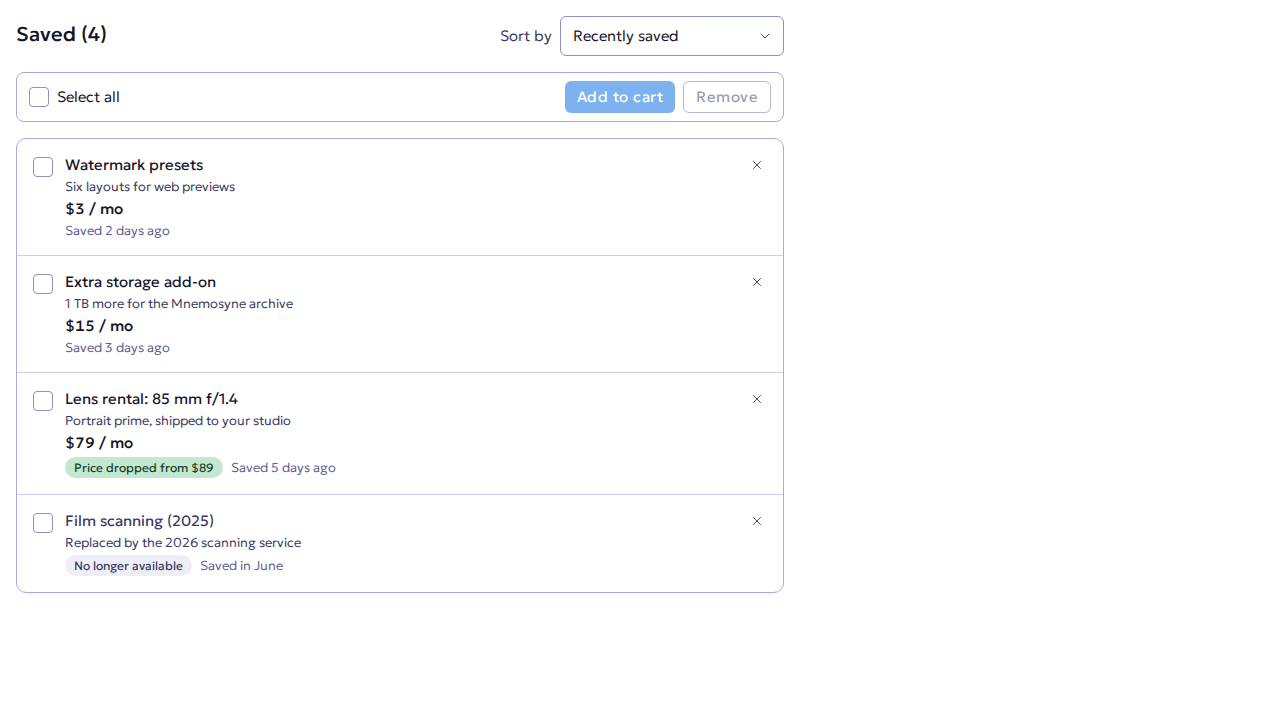 Saved (4)
Sort by
Recently saved
Select all
Add to cart
Remove
Watermark presets
Six layouts for web previews
$3 / mo
Saved 2 days ago
Extra storage add-on
1 TB more for the Mnemosyne archive
$15 / mo
Saved 3 days ago
Lens rental: 85 mm f/1.4
Portrait prime, shipped to your studio
$79 / mo
Price dropped from $89
Saved 5 days ago
Film scanning (2025)
Replaced by the 2026 scanning service
No longer available
Saved in June